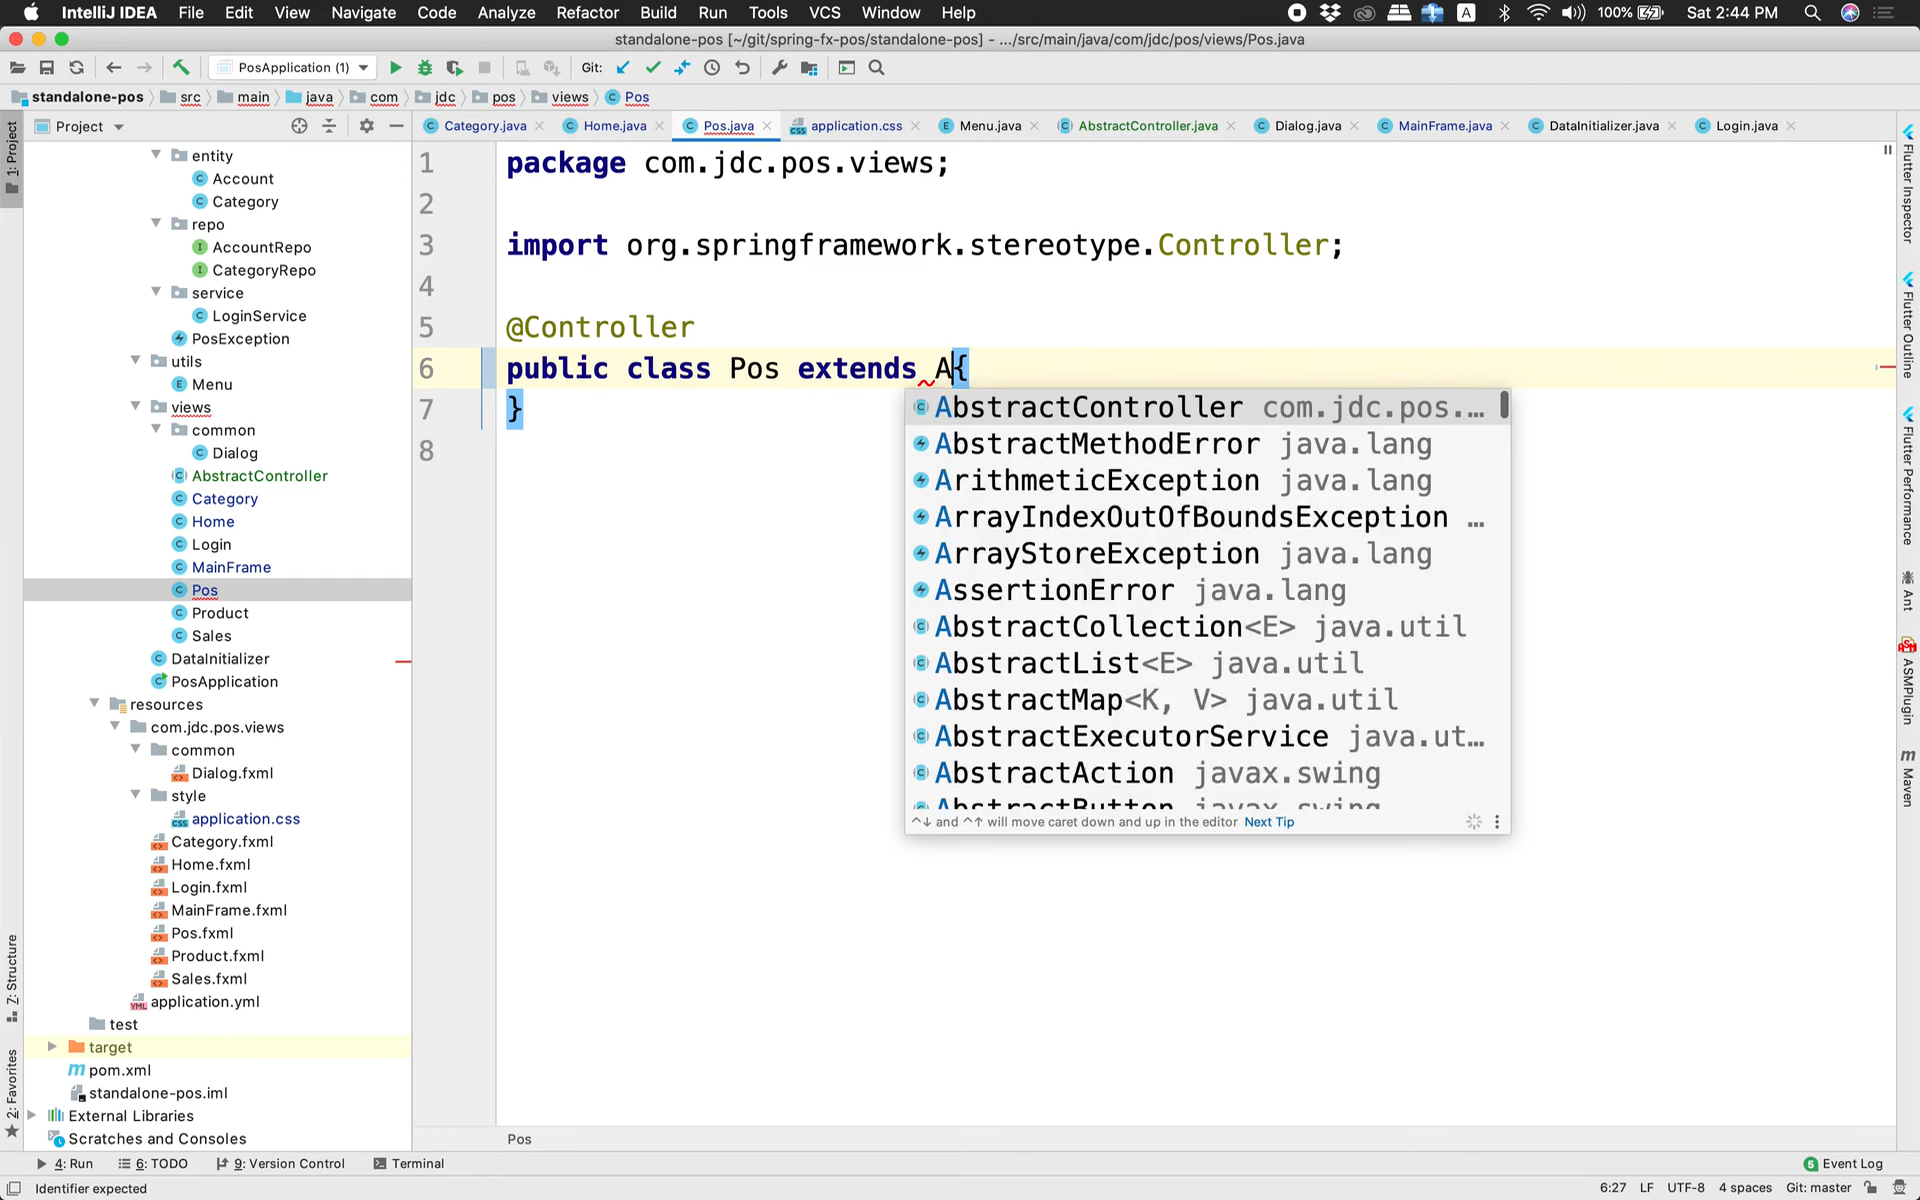 IntelliJ IDEA File Edit View Navigate Code Analyze Refactor Build Run Tools VCS Window Help A 100% Sat 2:44 PM
standalone-pos [~/git/spring-fx-pos/standalone-pos] - .../src/main/java/com/jdc/pos/views/Pos.java
PosApplication (1) Git:
standalone-pos src main java com jdc pos views Pos
Project
Category.java Home.java Pos.java application.css Menu.java AbstractController.java Dialog.java MainFrame.java DataInitializer.java Login.java
1: Project
Z: Structure
2: Favorites
entity
Account
Category
repo
AccountRepo
CategoryRepo
service
LoginService
PosException
utils
Menu
views
common
Dialog
AbstractController
Category
Home
Login
MainFrame
Pos
Product
Sales
DataInitializer
PosApplication
resources
com.jdc.pos.views
common
Dialog.fxml
style
application.css
Category.fxml
Home.fxml
Login.fxml
MainFrame.fxml
Pos.fxml
Product.fxml
Sales.fxml
application.yml
test
target
pom.xml
standalone-pos.iml
External Libraries
Scratches and Consoles
1 package com.jdc.pos.views;
2
3 import org.springframework.stereotype.Controller;
4
5 @Controller
6 public class Pos extends A{
7 }
8
AbstractController com.jdc.pos.…
AbstractMethodError java.lang
ArithmeticException java.lang
ArrayIndexOutOfBoundsException …
ArrayStoreException java.lang
AssertionError java.lang
AbstractCollection<E> java.util
AbstractList<E> java.util
AbstractMap<K, V> java.util
AbstractExecutorService java.ut…
AbstractAction javax.swing
AbstractButton javax.swing
^↓ and ^↑ will move caret down and up in the editor Next Tip
Flutter Inspector
Flutter Outline
Flutter Performance
Ant
ASM
ASMPlugin
Maven
Pos
4: Run 6: TODO 9: Version Control Terminal 5 Event Log
Identifier expected 6:27 LF UTF-8 4 spaces Git: master